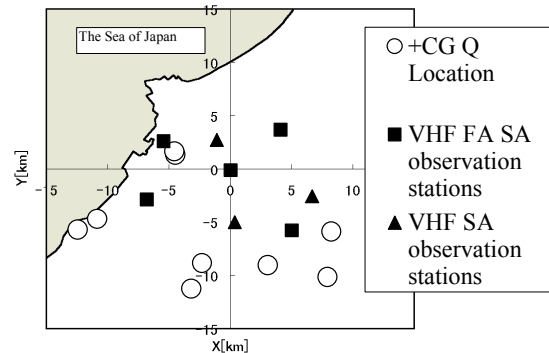 15
The Sea of Japan
10
5
0
-15
-10
-5
0
5
10
-5
-10
-15
Y[km]
X[km]
+CG Q
Location
VHF FA SA
observation
stations
VHF SA
observation
stations